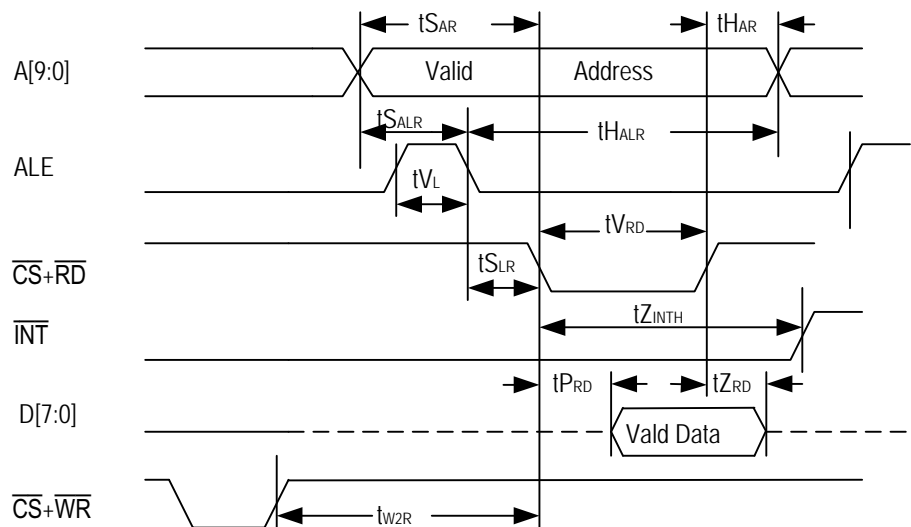 tSAR
tHAR
A[9:0]
Valid Address
tSALR
tHALR
ALE
tVL
tVRD
CS+RD
tSLR
INT
tZINTH
tPRD
tZRD
D[7:0]
Vald Data
CS+WR
tW2R